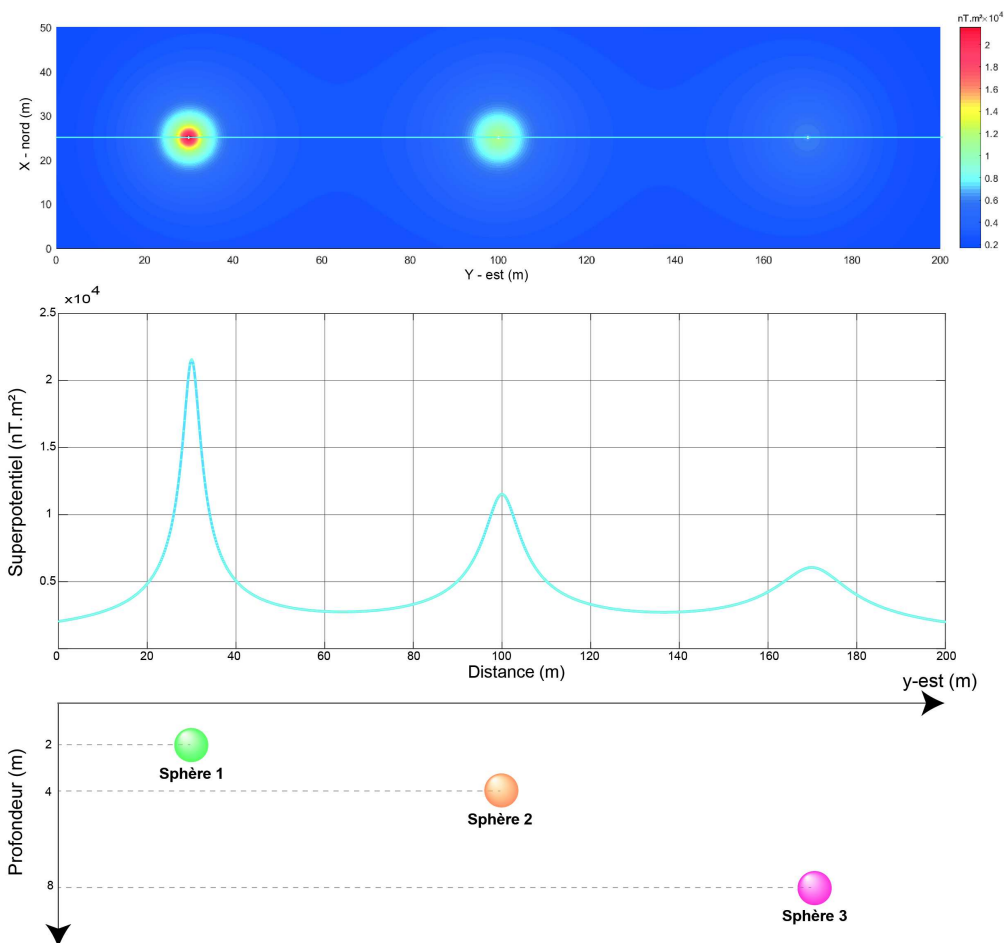 nT.m²×10⁴
50
40
30
20
10
0
X - nord (m)
0 20 40 60 80 100 120 140 160 180 200
Y - est (m)
2
1.8
1.6
1.4
1.2
1
0.8
0.6
0.4
0.2
×10⁴
2.5
2
1.5
1
0.5
Superpotentiel (nT.m²)
0 20 40 60 80 100 120 140 160 180 200
Distance (m)
y-est (m)
Profondeur (m)
2
Sphère 1
4
Sphère 2
8
Sphère 3